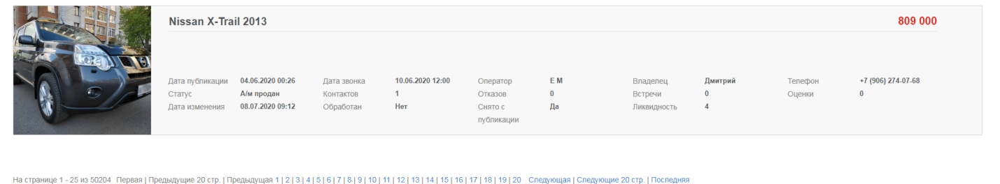 Nissan X-Trail 2013 809 000
Дата публикации 04.06.2020 00:26 Дата звонка 10.06.2020 12:00 Оператор Е М Владелец Дмитрий Телефон +7 (906) 274-07-68
Статус А/м продан Контактов 1 Отказов 0 Встречи 0 Оценки 0
Дата изменения 08.07.2020 09:12 Обработан Нет Снято с Да Ликвидность 4
публикации
На странице 1 - 25 из 50204 Первая | Предыдущие 20 стр. | Предыдущая 1 | 2 | 3 | 4 | 5 | 6 | 7 | 8 | 9 | 10 | 11 | 12 | 13 | 14 | 15 | 16 | 17 | 18 | 19 | 20 Следующая | Следующие 20 стр. | Последняя